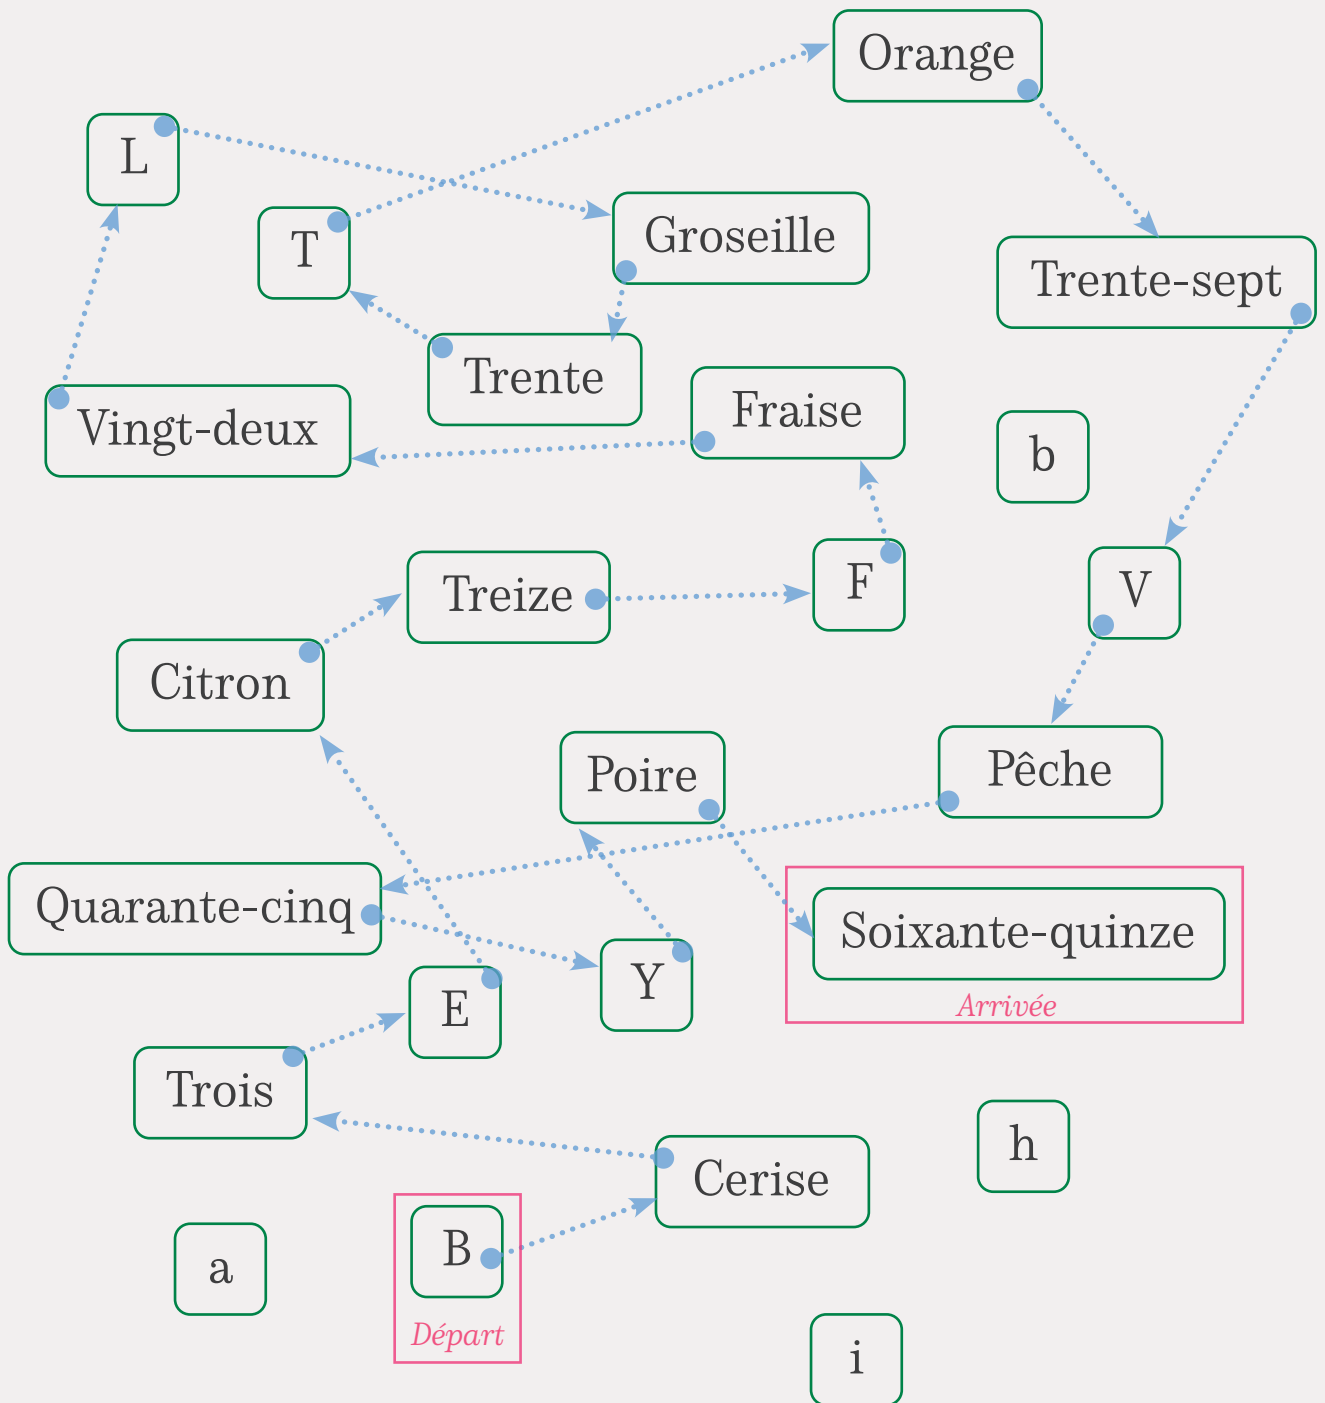 Orange
L
T
Groseille
Trente-sept
Trente
Fraise
Vingt-deux
b
Treize
F
V
Citron
Poire
Pêche
Quarante-cinq
Soixante-quinze
Y
E
Arrivée
Trois
h
Cerise
B
a
Départ
i